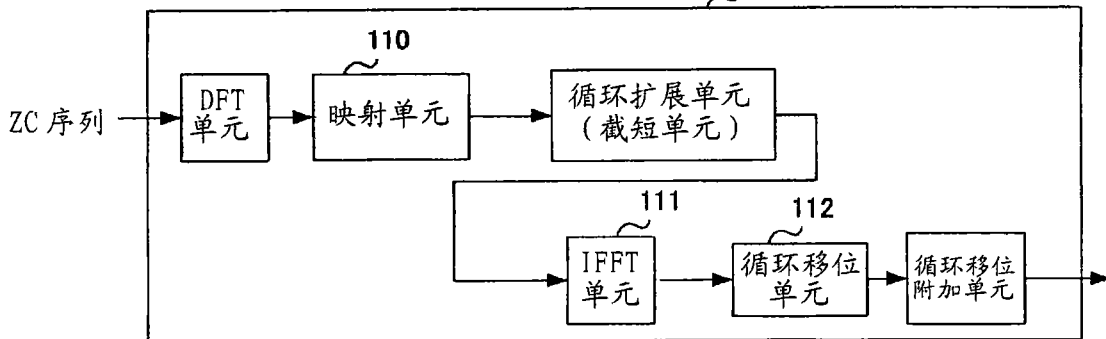 110
ZC 序列
DFT
单元
映射单元
循环扩展单元
(截短单元)
111
112
IFFT
单元
循环移位
单元
循环移位
附加单元